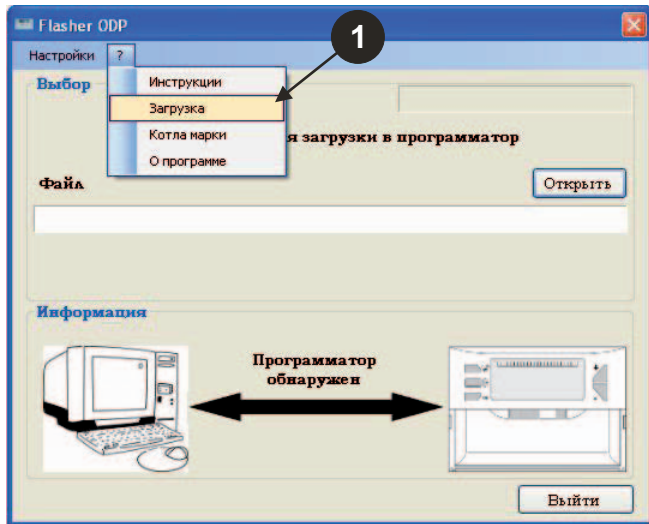 Flasher ODP
1
Настройки ?
Выбор
Инструкции
Загрузка
Котла марки
О программе
я загрузки в программатор
Файл
Открыть
Информация
Программатор
обнаружен
Выйти